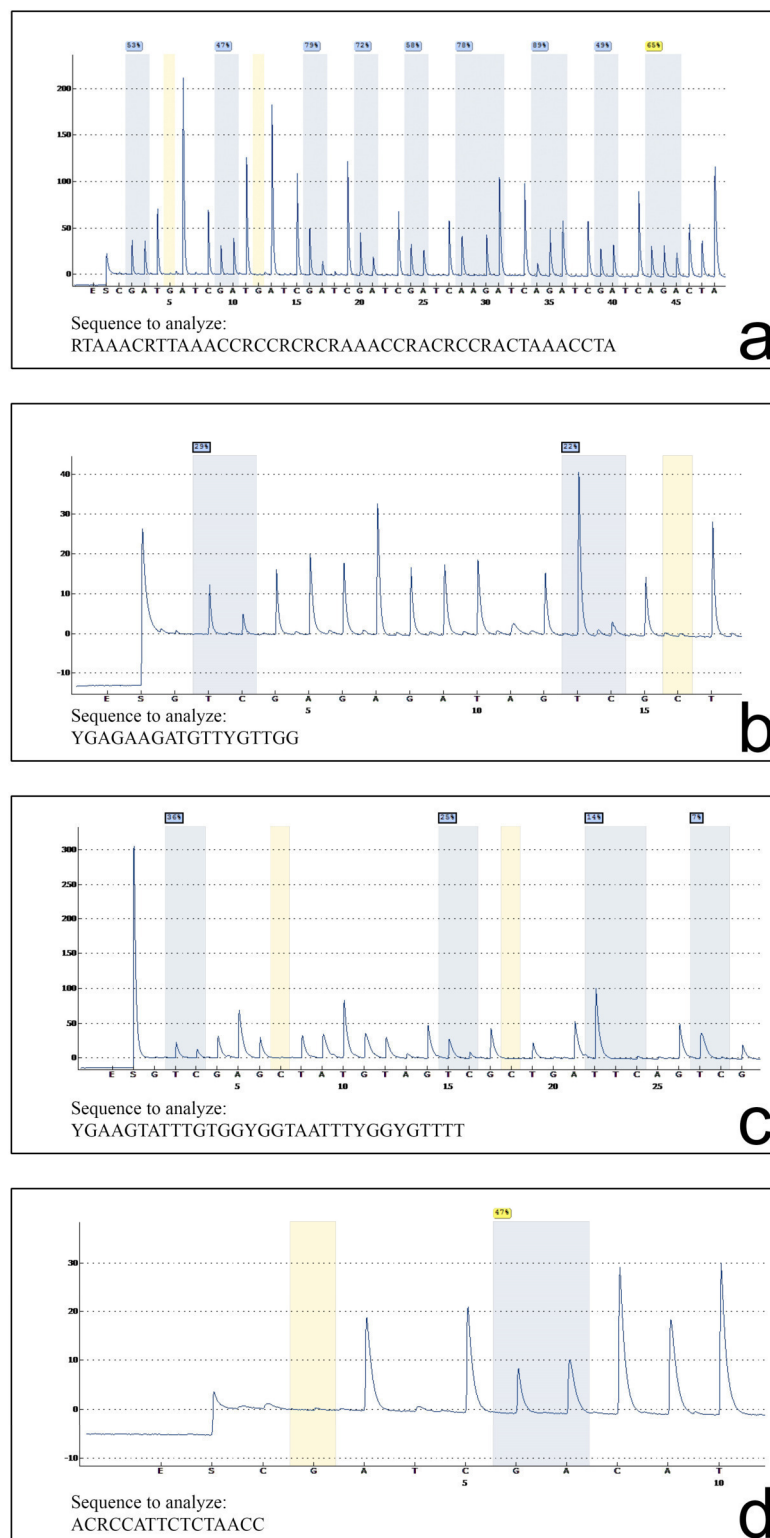 53% 47% 79% 72% 58% 78% 89% 49% 65%
200
150
100
50
0
E S C G A T G A T C G A T G A T C G A T C G A T C G A T C A A G A T C A G A T C G A T C A G A C T A
5 10 15 20 25 30 35 40 45
Sequence to analyze:
RTAAACRTTAAACCRCCRCRCRAAACCRACRCCRACTAAACCTA
a
25% 22%
40
30
20
10
0
-10
E S G T C G A G A G A T A G T C G C T
5 10 15
Sequence to analyze:
YGAGAAGATGTTYGTTGG
b
36% 25% 14% 7%
300
250
200
150
100
50
0
E S G T C G A G C T A T G T A G T C G C T G A T T C A G T C G
5 10 15 20 25
Sequence to analyze:
YGAAGTATTTGTGGYGGTAATTTYGGYGTTTT
c
47%
30
20
10
0
-10
E S C G A T C G A C A T
5 10
Sequence to analyze:
ACRCCATTCTCTAACC
d